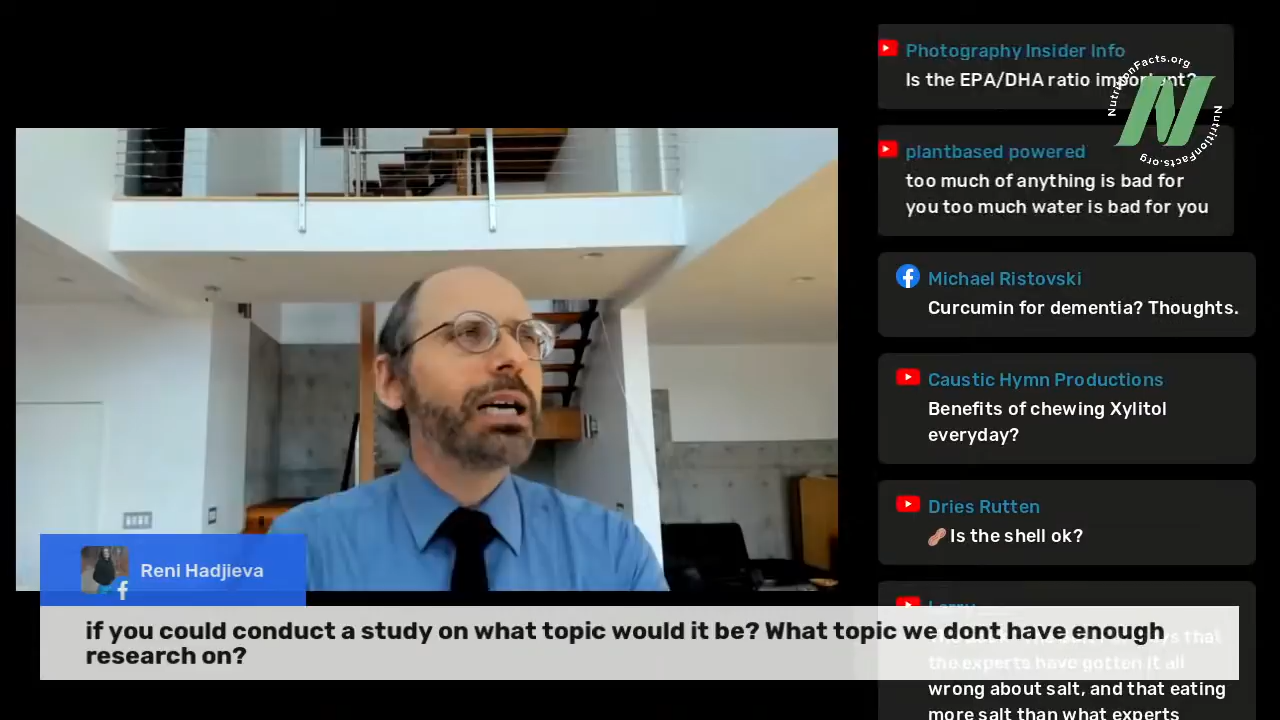 Photography Insider Info
Is the EPA/DHA ratio important?
NutritionFacts.org
NutritionFacts.org
plantbased powered
too much of anything is bad for
you too much water is bad for you
Michael Ristovski
Curcumin for dementia? Thoughts.
Caustic Hymn Productions
Benefits of chewing Xylitol
everyday?
Dries Rutten
Is the shell ok?
Larry
that
the experts have gotten it all
wrong about salt, and that eating
more salt than what experts
Reni Hadjieva
if you could conduct a study on what topic would it be? What topic we dont have enough
research on?